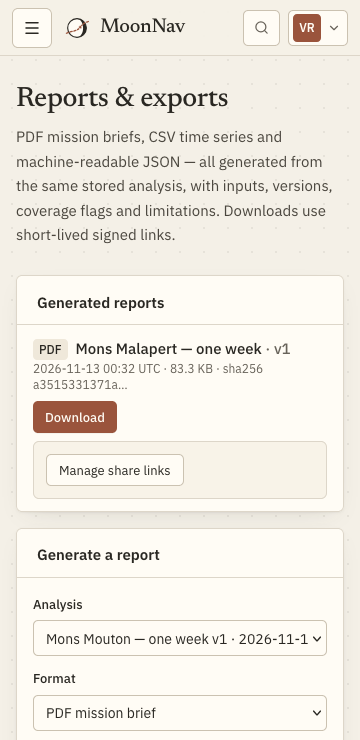 MoonNav
VR
Reports & exports
PDF mission briefs, CSV time series and
machine-readable JSON — all generated from
the same stored analysis, with inputs, versions,
coverage flags and limitations. Downloads use
short-lived signed links.
Generated reports
PDF Mons Malapert — one week · v1
2026-11-13 00:32 UTC · 83.3 KB · sha256
a3515331371a…
Download
Manage share links
Generate a report
Analysis
Mons Mouton — one week v1 · 2026-11-1
Format
PDF mission brief